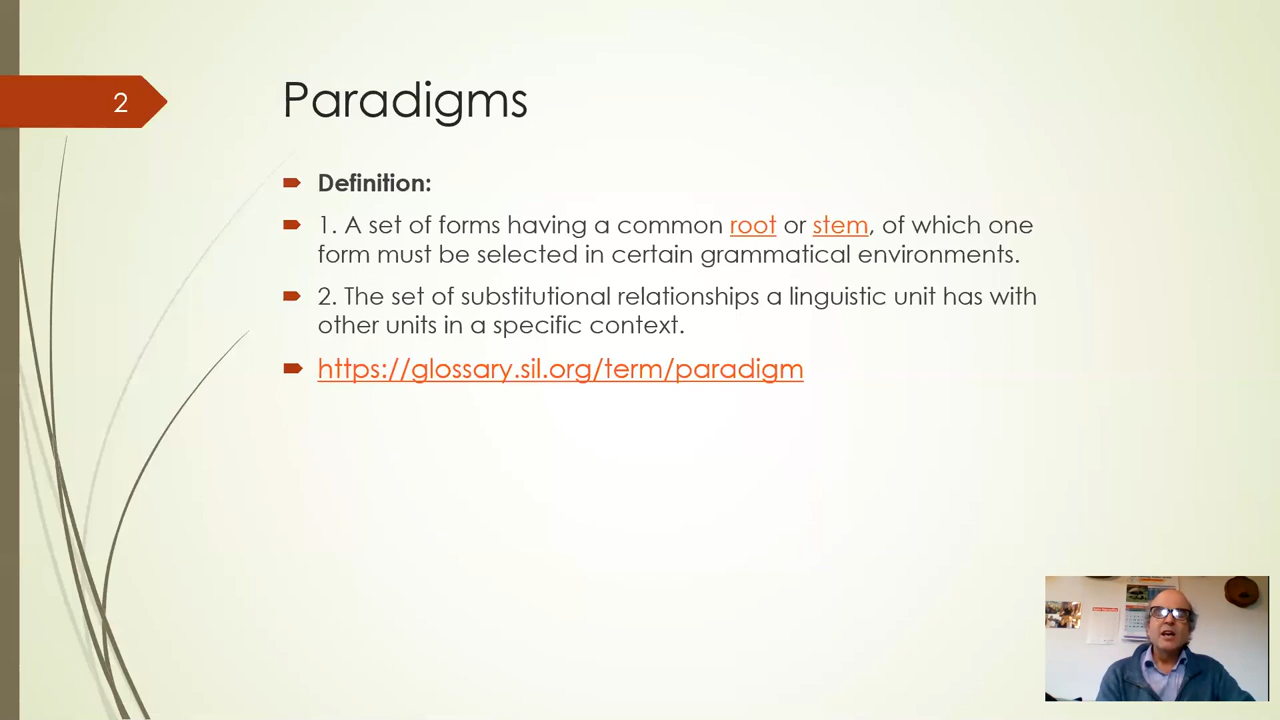 2
Paradigms
Definition:
1. A set of forms having a common root or stem, of which one
form must be selected in certain grammatical environments.
2. The set of substitutional relationships a linguistic unit has with
other units in a specific context.
https://glossary.sil.org/term/paradigm